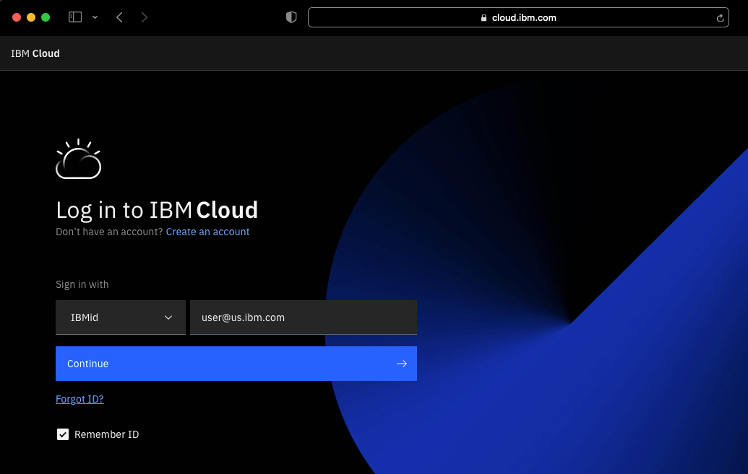 cloud.ibm.com
IBM Cloud
Log in to IBM Cloud
Don't have an account? Create an account
Sign in with
IBMid user@us.ibm.com
Continue
Forgot ID?
Remember ID